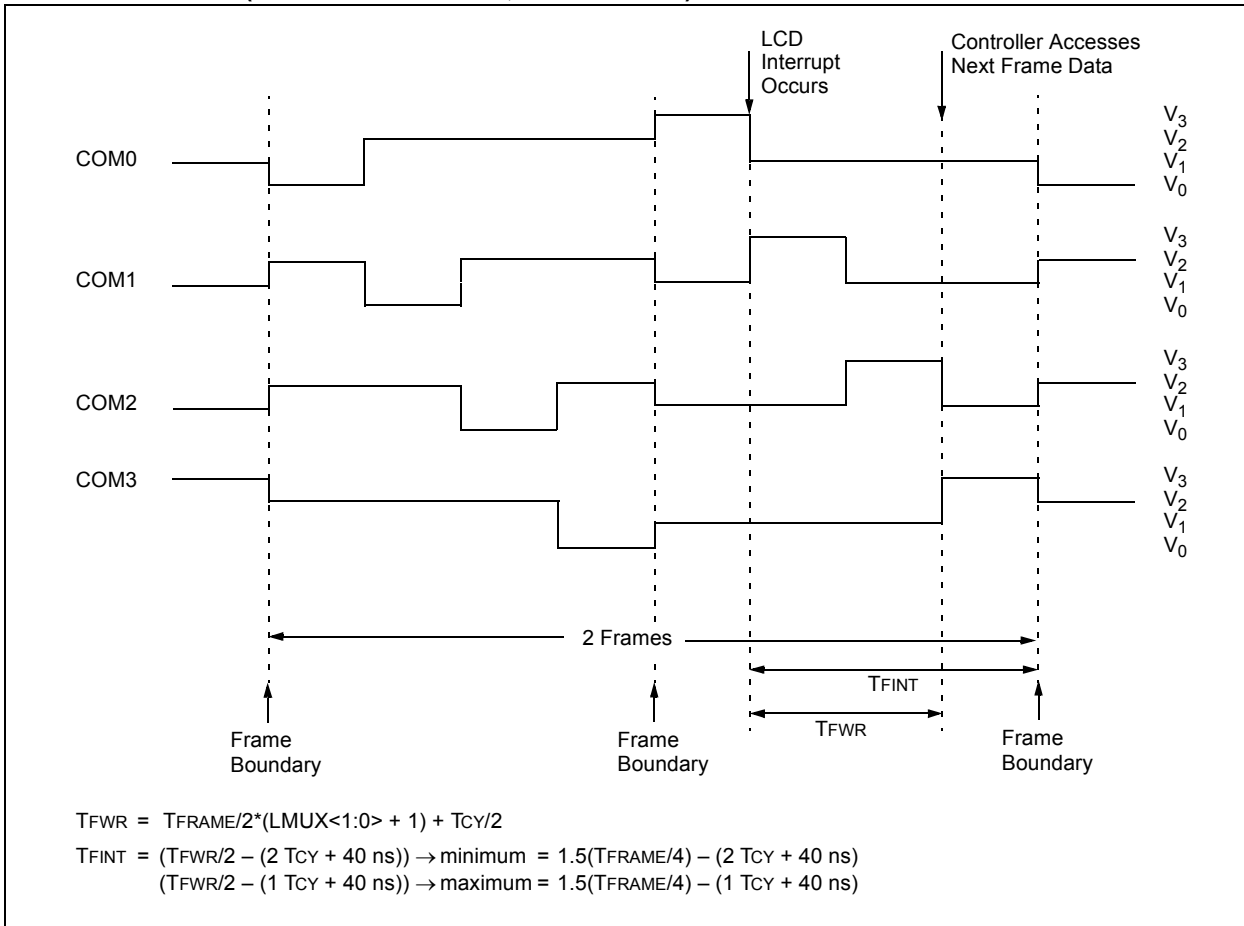 LCD
Interrupt
Occurs
Controller Accesses
Next Frame Data
COM0
V3
V2
V1
V0
COM1
V3
V2
V1
V0
COM2
V3
V2
V1
V0
COM3
V3
V2
V1
V0
2 Frames
TFINT
TFWR
Frame
Boundary
Frame
Boundary
Frame
Boundary
TFWR = TFRAME/2*(LMUX<1:0> + 1) + TCY/2
TFINT = (TFWR/2 – (2 TCY + 40 ns)) → minimum = 1.5(TFRAME/4) – (2 TCY + 40 ns)
(TFWR/2 – (1 TCY + 40 ns)) → maximum = 1.5(TFRAME/4) – (1 TCY + 40 ns)